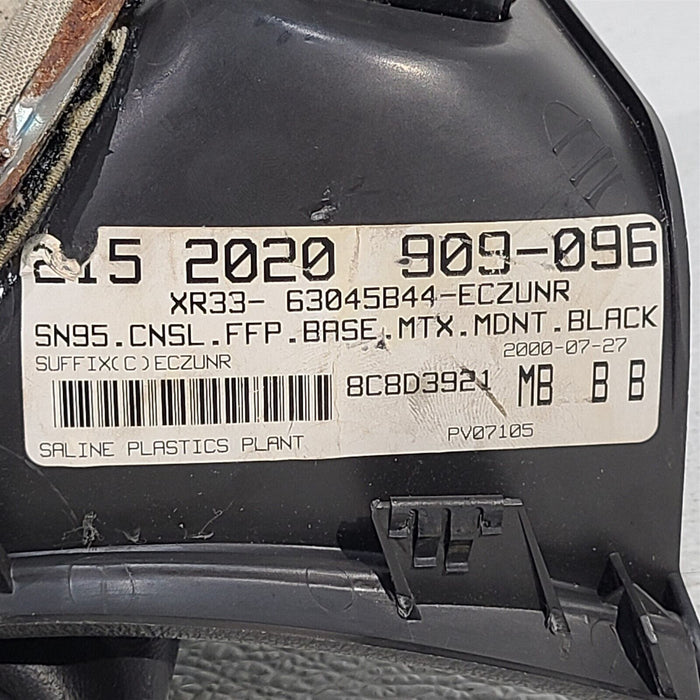 215 2020 909-096
XR33- 63045B44-ECZUNR
SN95.CNSL.FFP.BASE.MTX.MDNT.BLACK
SUFFIX(C)ECZUNR 2000-07-27
8C8D3921 MB B B
SALINE PLASTICS PLANT PV07105